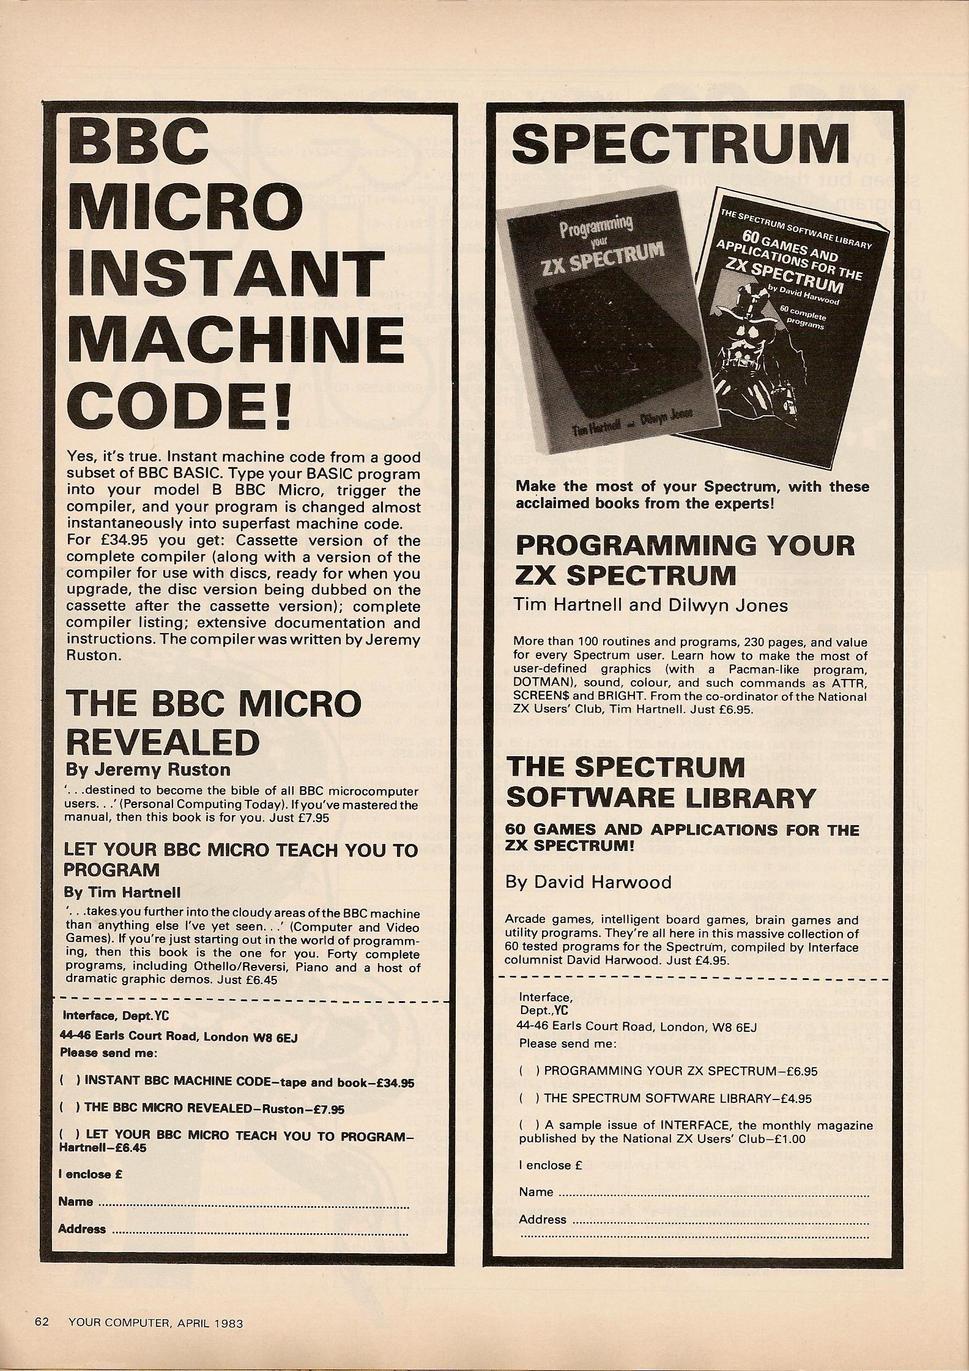 BBC
MICRO
INSTANT
MACHINE
CODE!
Yes, it's true. Instant machine code from a good
subset of BBC BASIC. Type your BASIC program
into your model B BBC Micro, trigger the
compiler, and your program is changed almost
instantaneously into superfast machine code.
For £34.95 you get: Cassette version of the
complete compiler (along with a version of the
compiler for use with discs, ready for when you
upgrade, the disc version being dubbed on the
cassette after the cassette version); complete
compiler listing; extensive documentation and
instructions. The compiler was written by Jeremy
Ruston.
THE BBC MICRO
REVEALED
By Jeremy Ruston
'. . .destined to become the bible of all BBC microcomputer
users. . .' (Personal Computing Today). If you've mastered the
manual, then this book is for you. Just £7.95
LET YOUR BBC MICRO TEACH YOU TO
PROGRAM
By Tim Hartnell
'. . .takes you further into the cloudy areas of the BBC machine
than anything else I've yet seen. . .' (Computer and Video
Games). If you're just starting out in the world of programm-
ing, then this book is the one for you. Forty complete
programs, including Othello/Reversi, Piano and a host of
dramatic graphic demos. Just £6.45
Interface, Dept. YC
44-46 Earls Court Road, London W8 6EJ
Please send me:
( ) INSTANT BBC MACHINE CODE–tape and book–£34.95
( ) THE BBC MICRO REVEALED–Ruston–£7.95
( ) LET YOUR BBC MICRO TEACH YOU TO PROGRAM–
Hartnell–£6.45
I enclose £
Name
Address
SPECTRUM
Programming
your
ZX SPECTRUM
Tim Hartnell and Dilwyn Jones
THE SPECTRUM SOFTWARE LIBRARY
60 GAMES AND
APPLICATIONS FOR THE
ZX SPECTRUM
by David Harwood
60 complete
programs
Make the most of your Spectrum, with these
acclaimed books from the experts!
PROGRAMMING YOUR
ZX SPECTRUM
Tim Hartnell and Dilwyn Jones
More than 100 routines and programs, 230 pages, and value
for every Spectrum user. Learn how to make the most of
user-defined graphics (with a Pacman-like program,
DOTMAN), sound, colour, and such commands as ATTR,
SCREEN$ and BRIGHT. From the co-ordinator of the National
ZX Users' Club, Tim Hartnell. Just £6.95.
THE SPECTRUM
SOFTWARE LIBRARY
60 GAMES AND APPLICATIONS FOR THE
ZX SPECTRUM!
By David Harwood
Arcade games, intelligent board games, brain games and
utility programs. They're all here in this massive collection of
60 tested programs for the Spectrum, compiled by Interface
columnist David Harwood. Just £4.95.
Interface,
Dept.,YC
44-46 Earls Court Road, London, W8 6EJ
Please send me:
( ) PROGRAMMING YOUR ZX SPECTRUM–£6.95
( ) THE SPECTRUM SOFTWARE LIBRARY–£4.95
( ) A sample issue of INTERFACE, the monthly magazine
published by the National ZX Users' Club–£1.00
I enclose £
Name
Address
62 YOUR COMPUTER, APRIL 1983